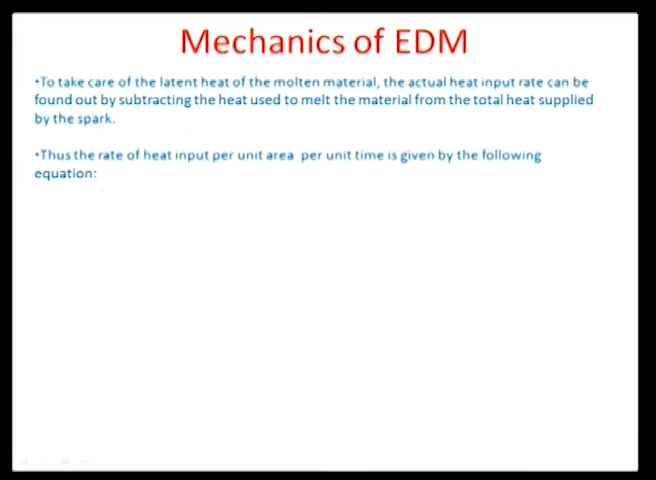 Mechanics of EDM
•To take care of the latent heat of the molten material, the actual heat input rate can be
found out by subtracting the heat used to melt the material from the total heat supplied
by the spark.
•Thus the rate of heat input per unit area per unit time is given by the following
equation: